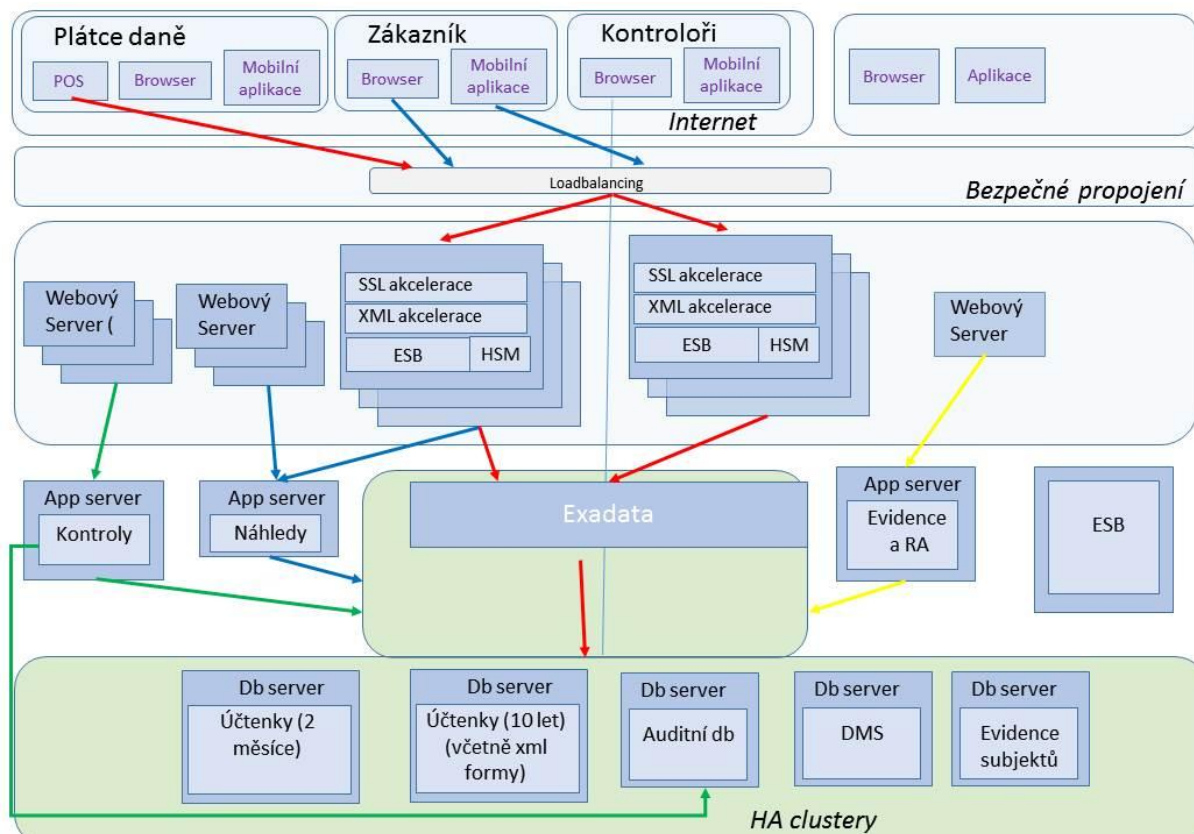 Plátce daně
POS
Browser
Mobilní
aplikace
Zákazník
Browser
Mobilní
aplikace
Kontroloři
Browser
Mobilní
aplikace
Internet
Browser
Aplikace
Loadbalancing
Bezpečné propojení
Webový
Server (
Webový
Server
SSL akcelerace
XML akcelerace
ESB
HSM
SSL akcelerace
XML akcelerace
ESB
HSM
Webový
Server
App server
Kontroly
App server
Náhledy
Exadata
App server
Evidence
a RA
ESB
Db server
Účtenky (2
měsíce)
Db server
Účtenky (10 let)
(včetně xml
formy)
Db server
Auditní db
Db server
DMS
Db server
Evidence
subjektů
HA clustery